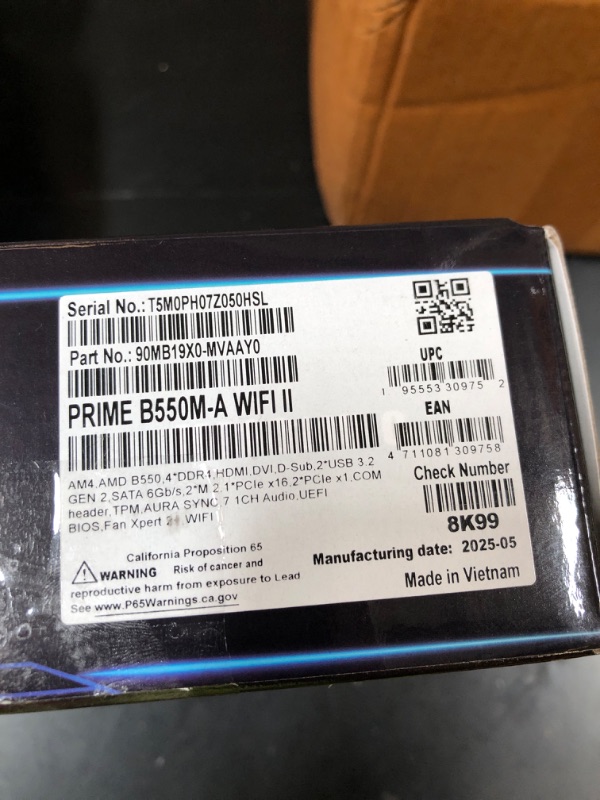 Serial No.: T5M0PH07Z050HSL
Part No.: 90MB19X0-MVAAY0
PRIME B550M-A WIFI II
AM4,AMD B550,4*DDR4,HDMI,DVI,D-Sub,2*USB 3.2
GEN 2,SATA 6Gb/s,2*M.2,1*PCIe x16,2*PCIe x1,COM
header,TPM,AURA SYNC,7.1CH Audio,UEFI
BIOS,Fan Xpert 2+,WIFI
California Proposition 65
WARNING Risk of cancer and
reproductive harm from exposure to Lead
See www.P65Warnings.ca.gov
UPC
1 95553 30975 2
EAN
4 711081 309758
Check Number
8K99
Manufacturing date: 2025-05
Made in Vietnam